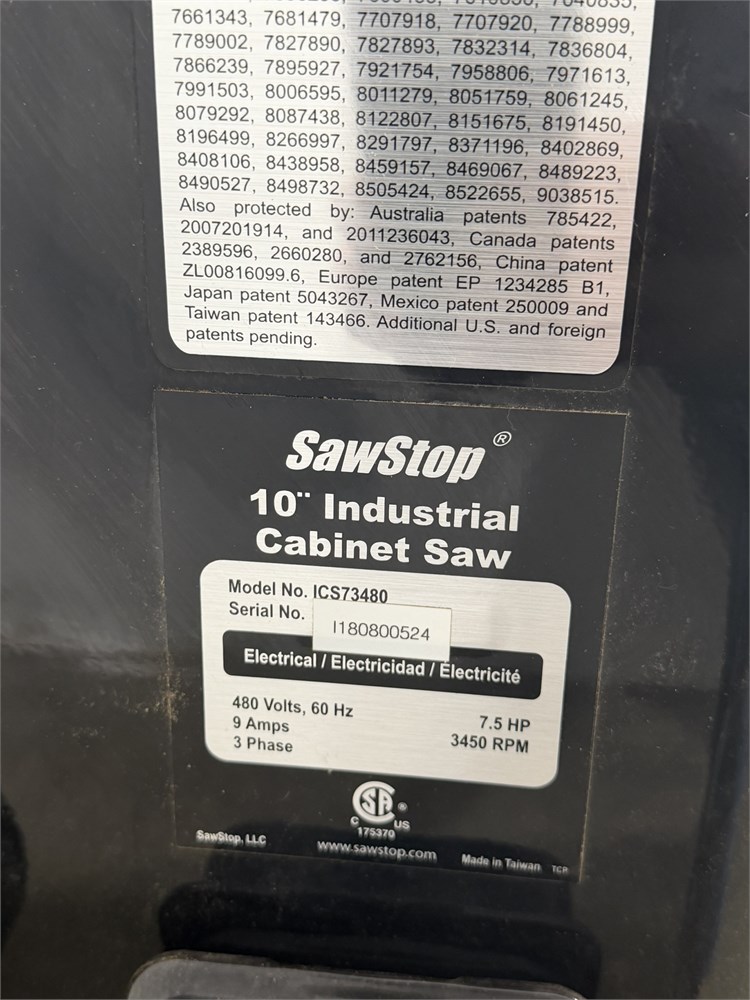 7661343, 7681479, 7707918, 7707920, 7788999,
7789002, 7827890, 7827893, 7832314, 7836804,
7866239, 7895927, 7921754, 7958806, 7971613,
7991503, 8006595, 8011279, 8051759, 8061245,
8079292, 8087438, 8122807, 8151675, 8191450,
8196499, 8266997, 8291797, 8371196, 8402869,
8408106, 8438958, 8459157, 8469067, 8489223,
8490527, 8498732, 8505424, 8522655, 9038515.
Also protected by: Australia patents 785422,
2007201914, and 2011236043, Canada patents
2389596, 2660280, and 2762156, China patent
ZL00816099.6, Europe patent EP 1234285 B1,
Japan patent 5043267, Mexico patent 250009 and
Taiwan patent 143466. Additional U.S. and foreign
patents pending.
SawStop®
10¨ Industrial
Cabinet Saw
Model No. ICS73480
Serial No. I180800524
Electrical / Electricidad / Électricité
480 Volts, 60 Hz
9 Amps 7.5 HP
3 Phase 3450 RPM
SA ®
C US
175370
SawStop, LLC www.sawstop.com Made in Taiwan TCP